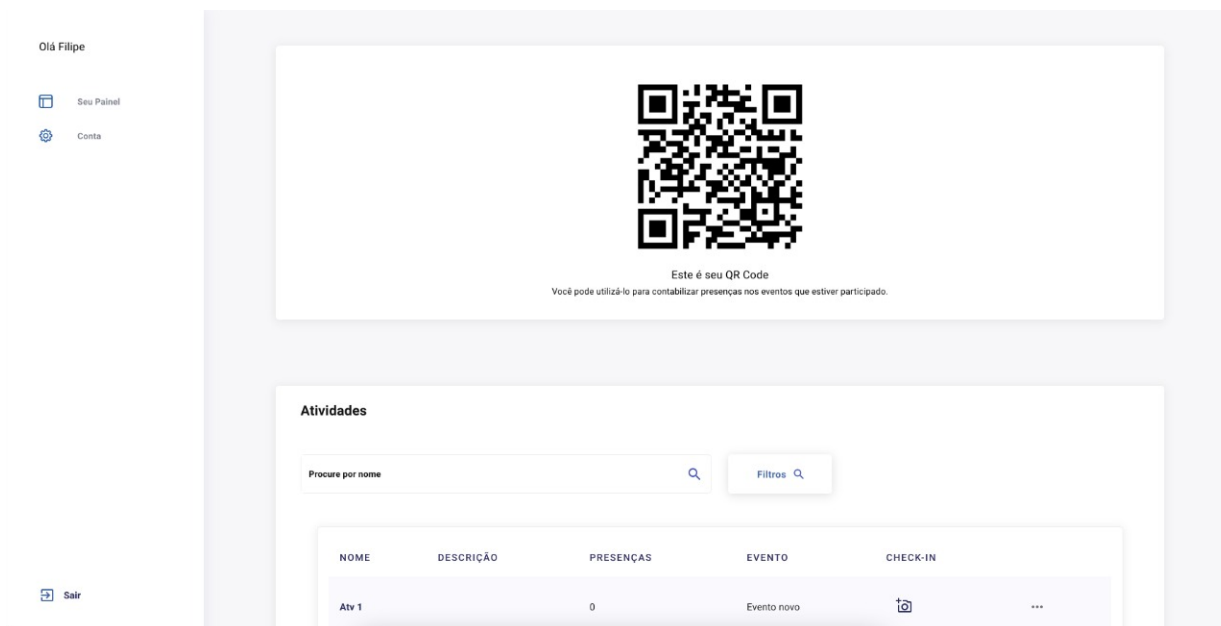 Olá Filipe
Seu Painel
Conta
Este é seu QR Code
Você pode utilizá-lo para contabilizar presenças nos eventos que estiver participado.
Atividades
Procure por nome
Filtros
NOME DESCRIÇÃO PRESENÇAS EVENTO CHECK-IN
Atv 1 0 Evento novo
Sair